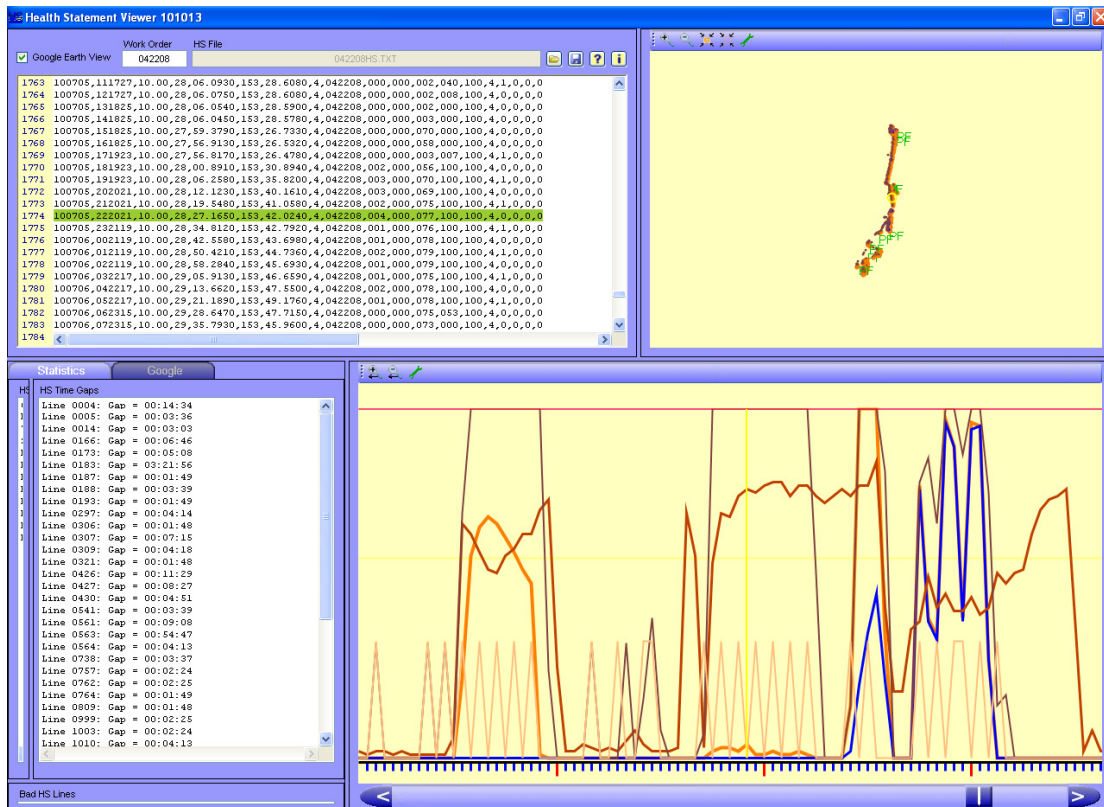 Health Statement Viewer 101013
Work Order HS File
Google Earth View 042208 042208HS.TXT
1763 100705,111727,10.00,28,06.0930,153,28.6080,4,042208,000,000,002,040,100,4,1,0,0,0
1764 100705,121727,10.00,28,06.0750,153,28.6080,4,042208,000,000,002,008,100,4,0,0,0,0
1765 100705,131825,10.00,28,06.0540,153,28.5900,4,042208,000,000,002,000,100,4,1,0,0,0
1766 100705,141825,10.00,28,06.0450,153,28.5780,4,042208,000,000,003,000,100,4,0,0,0,0
1767 100705,151825,10.00,27,59.3790,153,26.7330,4,042208,000,000,070,000,100,4,0,0,0,0
1768 100705,161825,10.00,27,56.9130,153,26.5320,4,042208,000,000,058,000,100,4,0,0,0,0
1769 100705,171923,10.00,27,56.8170,153,26.4780,4,042208,000,000,003,007,100,4,1,0,0,0
1770 100705,181923,10.00,28,00.8910,153,30.8940,4,042208,002,000,056,100,100,4,0,0,0,0
1771 100705,191923,10.00,28,06.2580,153,35.8200,4,042208,003,000,070,100,100,4,0,0,0,0
1772 100705,202021,10.00,28,12.1230,153,40.1610,4,042208,003,000,069,100,100,4,1,0,0,0
1773 100705,212021,10.00,28,19.5480,153,41.0580,4,042208,002,000,075,100,100,4,0,0,0,0
1774 100705,222021,10.00,28,27.1650,153,42.0240,4,042208,004,000,077,100,100,4,0,0,0,0
1775 100705,232119,10.00,28,34.8120,153,42.7920,4,042208,001,000,076,100,100,4,1,0,0,0
1776 100706,002119,10.00,28,42.5580,153,43.6980,4,042208,001,000,078,100,100,4,0,0,0,0
1777 100706,012119,10.00,28,50.4210,153,44.7360,4,042208,002,000,079,100,100,4,0,0,0,0
1778 100706,022119,10.00,28,58.2840,153,45.6930,4,042208,001,000,079,100,100,4,0,0,0,0
1779 100706,032217,10.00,29,05.9130,153,46.6590,4,042208,001,000,075,100,100,4,1,0,0,0
1780 100706,042217,10.00,29,13.6620,153,47.5500,4,042208,002,000,078,100,100,4,0,0,0,0
1781 100706,052217,10.00,29,21.1890,153,49.1760,4,042208,001,000,078,100,100,4,1,0,0,0
1782 100706,062315,10.00,29,28.6470,153,47.7150,4,042208,000,000,075,053,100,4,1,0,0,0
1783 100706,072315,10.00,29,35.7930,153,45.9600,4,042208,000,000,073,000,100,4,0,0,0,0
1784
PF
PF
PF
Statistics Google
HS HS Time Gaps
Line 0004: Gap = 00:14:34
Line 0005: Gap = 00:03:36
Line 0014: Gap = 00:03:03
Line 0166: Gap = 00:06:46
Line 0173: Gap = 00:05:08
Line 0183: Gap = 03:21:56
Line 0187: Gap = 00:01:49
Line 0188: Gap = 00:03:39
Line 0193: Gap = 00:01:49
Line 0297: Gap = 00:04:14
Line 0306: Gap = 00:01:48
Line 0307: Gap = 00:07:15
Line 0309: Gap = 00:04:18
Line 0321: Gap = 00:01:48
Line 0426: Gap = 00:11:29
Line 0427: Gap = 00:08:27
Line 0430: Gap = 00:04:51
Line 0541: Gap = 00:03:39
Line 0561: Gap = 00:09:08
Line 0563: Gap = 00:54:47
Line 0564: Gap = 00:04:13
Line 0738: Gap = 00:03:37
Line 0757: Gap = 00:02:24
Line 0762: Gap = 00:02:25
Line 0764: Gap = 00:01:49
Line 0809: Gap = 00:01:48
Line 0999: Gap = 00:02:25
Line 1003: Gap = 00:02:24
Line 1010: Gap = 00:04:13
Bad HS Lines